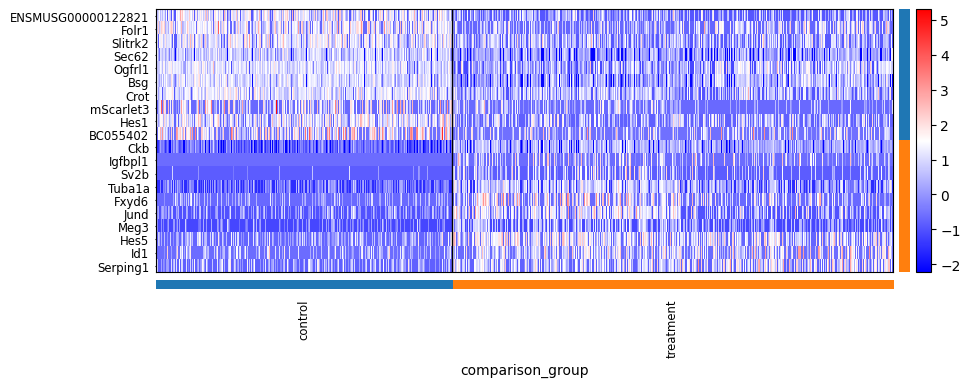 ENSMUSG00000122821
Folr1
Slitrk2
Sec62
Ogfrl1
Bsg
Crot
mScarlet3
Hes1
BC055402
Ckb
Igfbpl1
Sv2b
Tuba1a
Fxyd6
Jund
Meg3
Hes5
Id1
Serping1
5
4
3
2
1
0
−1
−2
control
treatment
comparison_group